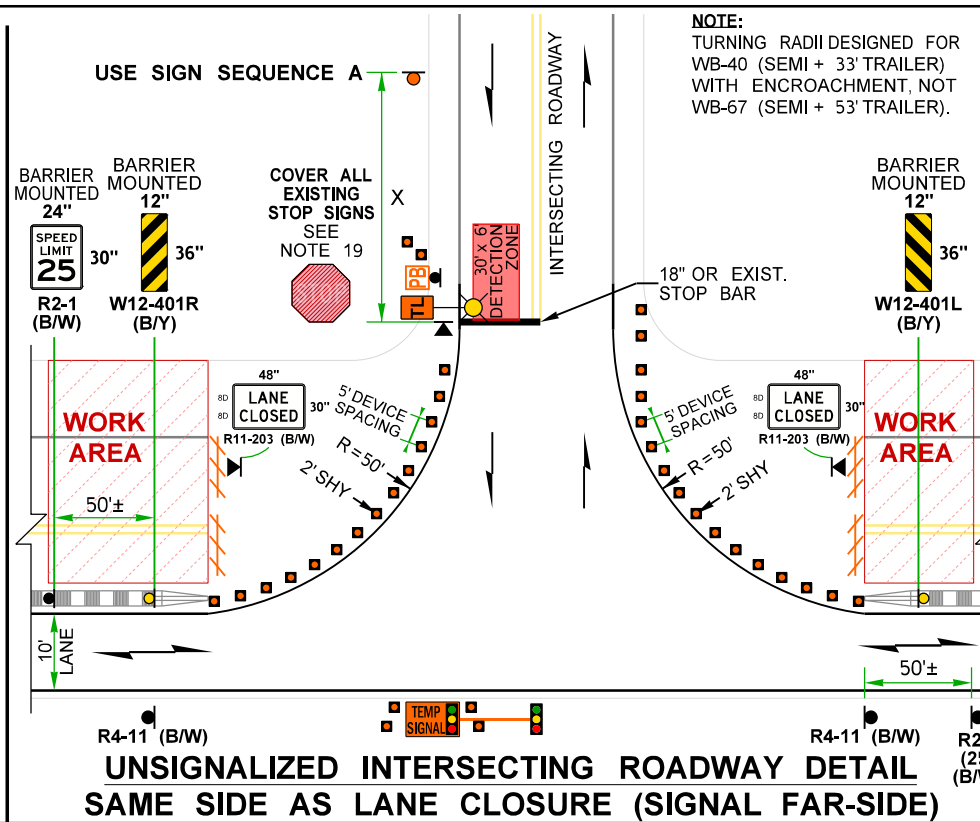 NOTE:
TURNING RADII DESIGNED FOR
WB-40 (SEMI + 33' TRAILER)
WITH ENCROACHMENT, NOT
WB-67 (SEMI + 53' TRAILER).
USE SIGN SEQUENCE A
INTERSECTING ROADWAY
BARRIER
MOUNTED
24"
SPEED
LIMIT
25
30"
R2-1
(B/W)
BARRIER
MOUNTED
12"
36"
W12-401R
(B/Y)
COVER ALL
EXISTING
STOP SIGNS
SEE
NOTE 19
STOP
X
PB
TL
30' x 6'
DETECTION
ZONE
18" OR EXIST.
STOP BAR
BARRIER
MOUNTED
12"
36"
W12-401L
(B/Y)
WORK
AREA
50'±
48"
8D
8D
LANE
CLOSED
30"
R11-203 (B/W)
5' DEVICE
SPACING
R = 50'
2' SHY
5' DEVICE
SPACING
R = 50'
2' SHY
48"
8D
8D
LANE
CLOSED
30"
R11-203 (B/W)
WORK
AREA
10'
LANE
50'±
R4-11 (B/W)
TEMP
SIGNAL
R4-11 (B/W)
R2
(25
(B/W
UNSIGNALIZED INTERSECTING ROADWAY DETAIL
SAME SIDE AS LANE CLOSURE (SIGNAL FAR-SIDE)